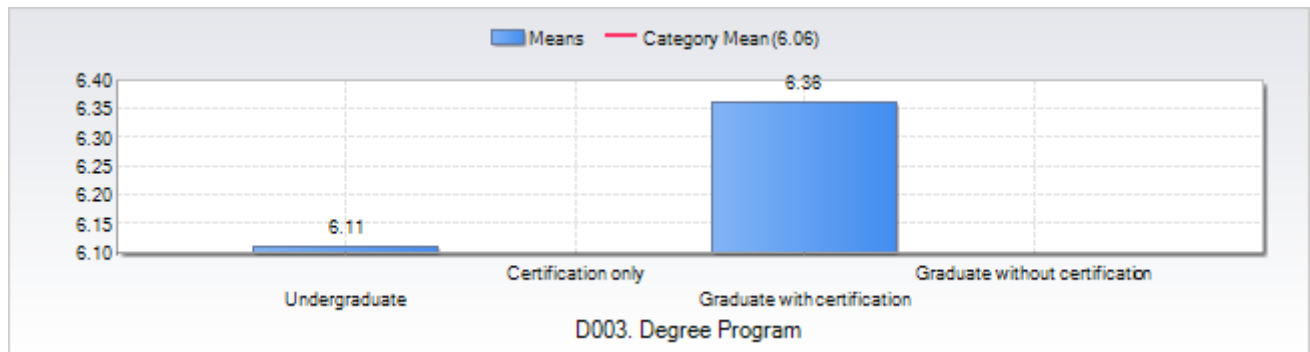 Means Category Mean (6.06)
6.40
6.35
6.30
6.25
6.20
6.15
6.10
6.11
6.36
Certification only Graduate without certification
Undergraduate Graduate with certification
D003. Degree Program